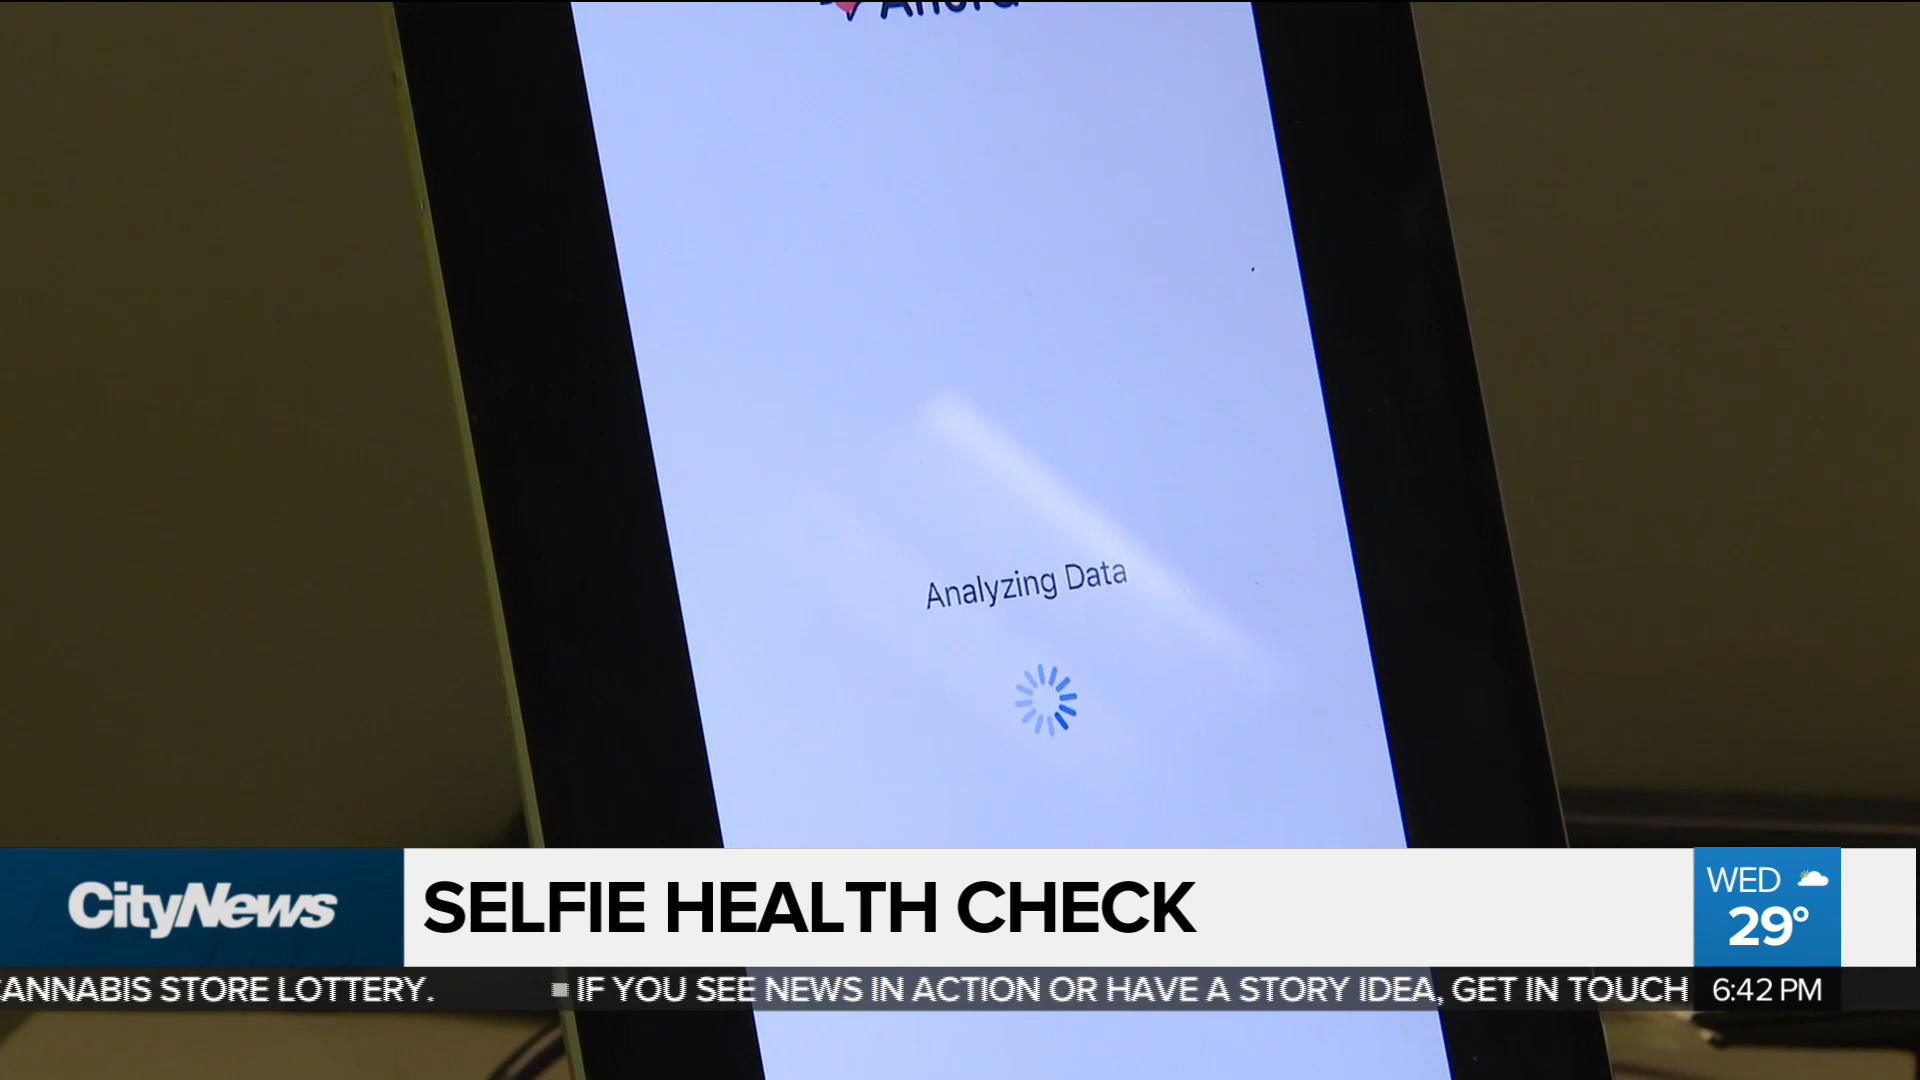 Analyzing Data
CityNews
SELFIE HEALTH CHECK
WED
29°
CANNABIS STORE LOTTERY.
IF YOU SEE NEWS IN ACTION OR HAVE A STORY IDEA, GET IN TOUCH
6:42 PM